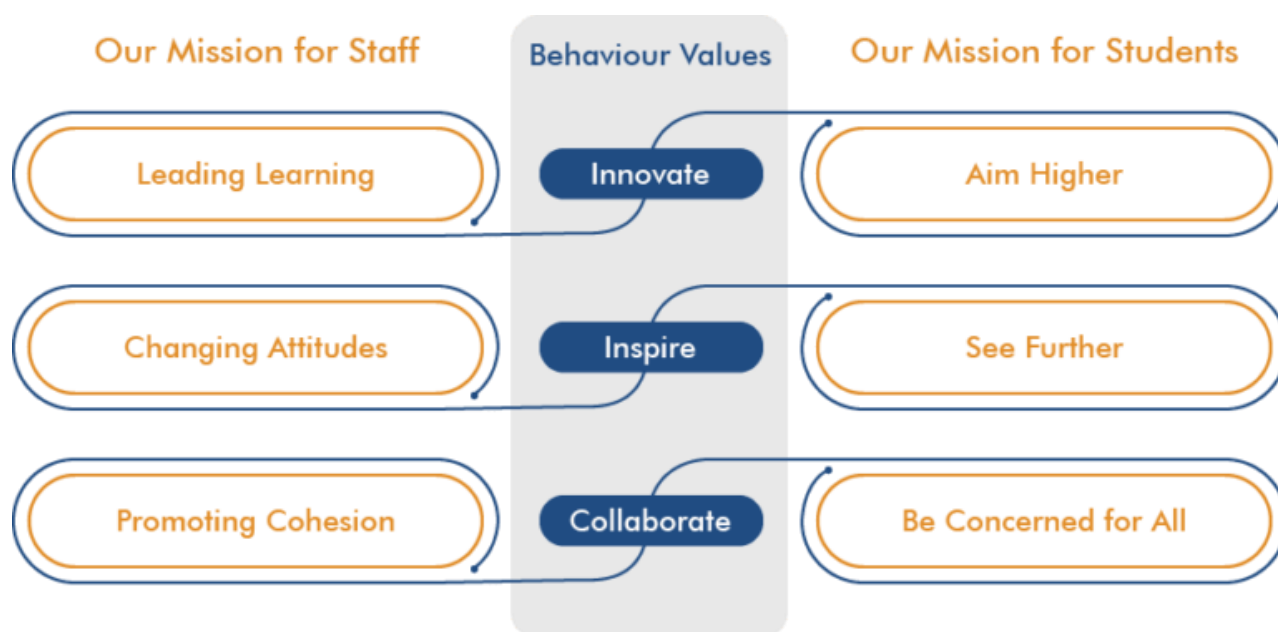 Our Mission for Staff
Behaviour Values
Our Mission for Students
Leading Learning
Innovate
Aim Higher
Changing Attitudes
Inspire
See Further
Promoting Cohesion
Collaborate
Be Concerned for All